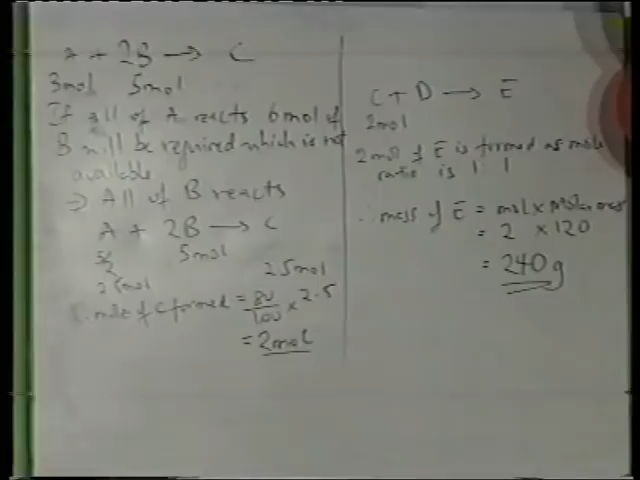 A + 2B ⟶ C
3mol 5mol
If all of A reacts 6mol of
B will be required which is not
available
⇒ All of B reacts
A + 2B ⟶ C
5/2 5mol
2.5mol 2.5mol
mole of C formed = 80/100 × 2.5
= 2mol
C + D ⟶ E
2mol
2mol of E is formed as mole
ratio is 1 1
∴ mass of E = mol × molar mass
= 2 × 120
= 240g